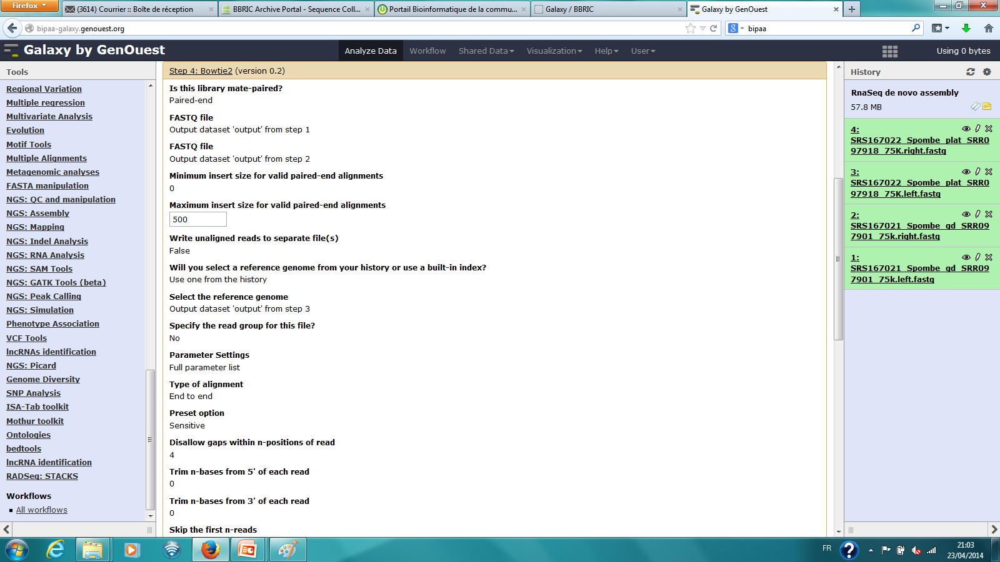 Firefox
(3614) Courrier :: Boîte de réception
BBRIC Archive Portal - Sequence Coll...
Portail Bioinformatique de la commu...
Galaxy / BBRIC
Galaxy by GenOuest
bipaa-galaxy.genouest.org
bipaa
Galaxy by GenOuest
Analyze Data
Workflow
Shared Data
Visualization
Help
User
Using 0 bytes
Tools
Regional Variation
Multiple regression
Multivariate Analysis
Evolution
Motif Tools
Multiple Alignments
Metagenomic analyses
FASTA manipulation
NGS: QC and manipulation
NGS: Assembly
NGS: Mapping
NGS: Indel Analysis
NGS: RNA Analysis
NGS: SAM Tools
NGS: GATK Tools (beta)
NGS: Peak Calling
NGS: Simulation
Phenotype Association
VCF Tools
lncRNAs identification
NGS: Picard
Genome Diversity
SNP Analysis
ISA-Tab toolkit
Mothur toolkit
Ontologies
bedtools
lncRNA identification
RADSeq: STACKS
Workflows
All workflows
Step 4: Bowtie2 (version 0.2)
Is this library mate-paired?
Paired-end
FASTQ file
Output dataset 'output' from step 1
FASTQ file
Output dataset 'output' from step 2
Minimum insert size for valid paired-end alignments
0
Maximum insert size for valid paired-end alignments
500
Write unaligned reads to separate file(s)
False
Will you select a reference genome from your history or use a built-in index?
Use one from the history
Select the reference genome
Output dataset 'output' from step 3
Specify the read group for this file?
No
Parameter Settings
Full parameter list
Type of alignment
End to end
Preset option
Sensitive
Disallow gaps within n-positions of read
4
Trim n-bases from 5' of each read
0
Trim n-bases from 3' of each read
0
Skip the first n-reads
History
RnaSeq de novo assembly
57.8 MB
4:
SRS167022_Spombe_plat_SRR0
97918_75K.right.fastq
3:
SRS167022_Spombe_plat_SRR0
97918_75K.left.fastq
2:
SRS167021_Spombe_gd_SRR09
7901_75k.right.fastq
1:
SRS167021_Spombe_gd_SRR09
7901_75k.left.fastq
FR
21:03
23/04/2014